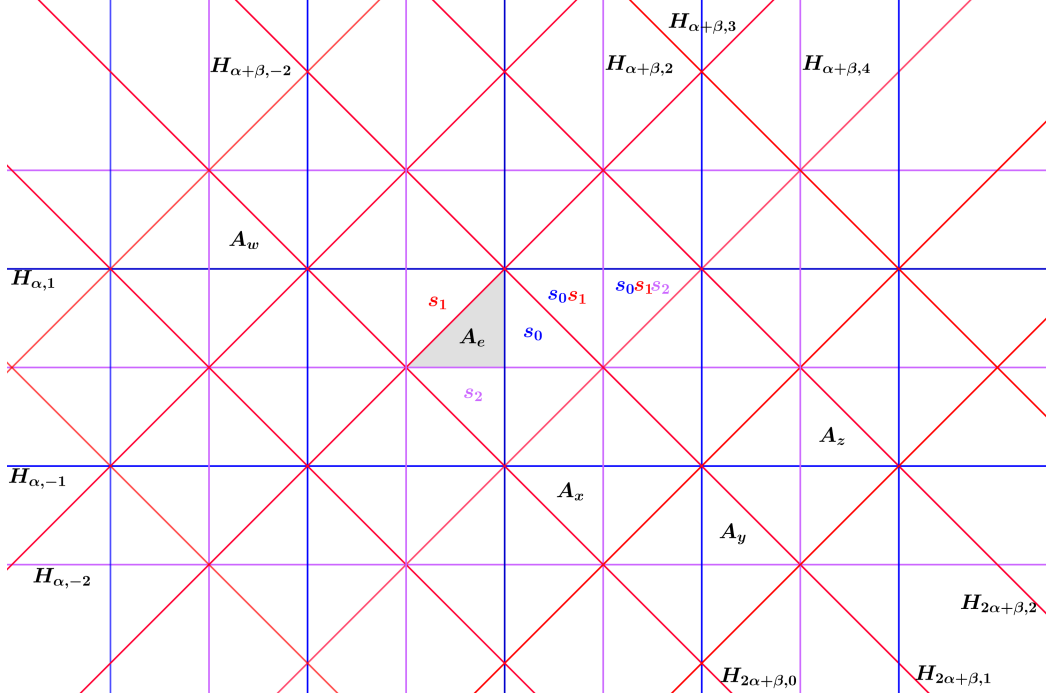 H_{α+β,3}
H_{α+β,−2}
H_{α+β,2}
H_{α+β,4}
A_w
H_{α,1}
s_1
s_0s_1
s_0s_1s_2
A_e
s_0
s_2
A_z
H_{α,−1}
A_x
A_y
H_{α,−2}
H_{2α+β,2}
H_{2α+β,0}
H_{2α+β,1}